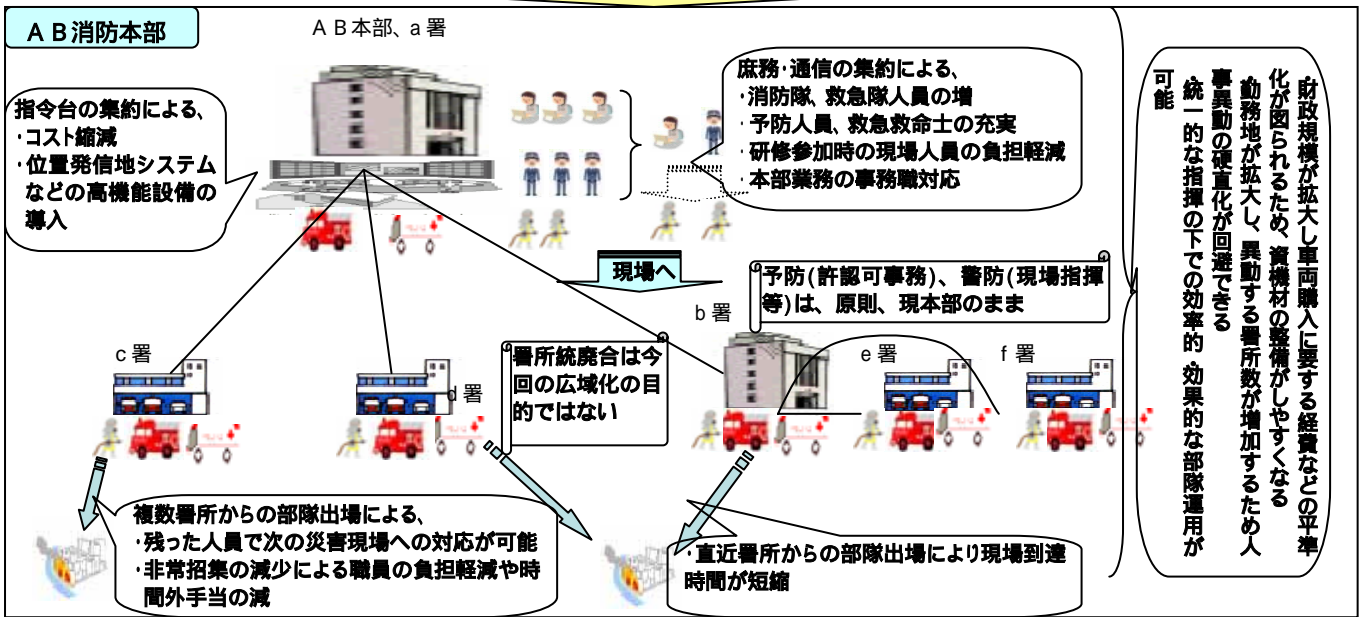 ＡＢ消防本部
ＡＢ本部、a 署
指令台の集約による、
・コスト縮減
・位置発信地システム
などの高機能設備の
導入
庶務・通信の集約による、
・消防隊、救急隊人員の増
・予防人員、救急救命士の充実
・研修参加時の現場人員の負担軽減
・本部業務の事務職対応
現場へ
予防(許認可事務)、警防(現場指揮
等)は、原則、現本部のまま
b 署
c 署
d 署
署所統廃合は今
回の広域化の目
的ではない
e 署
f 署
複数署所からの部隊出場による、
・残った人員で次の災害現場への対応が可能
・非常招集の減少による職員の負担軽減や時
間外手当の減
・直近署所からの部隊出場により現場到達
時間が短縮
・財政規模が拡大し車両購入に要する経費などの平準
化が図られるため、資機材の整備がしやすくなる
・勤務地が拡大し、異動する署所数が増加するため人
事異動の硬直化が回避できる
・統一的な指揮の下での効率的・効果的な部隊運用が
可能